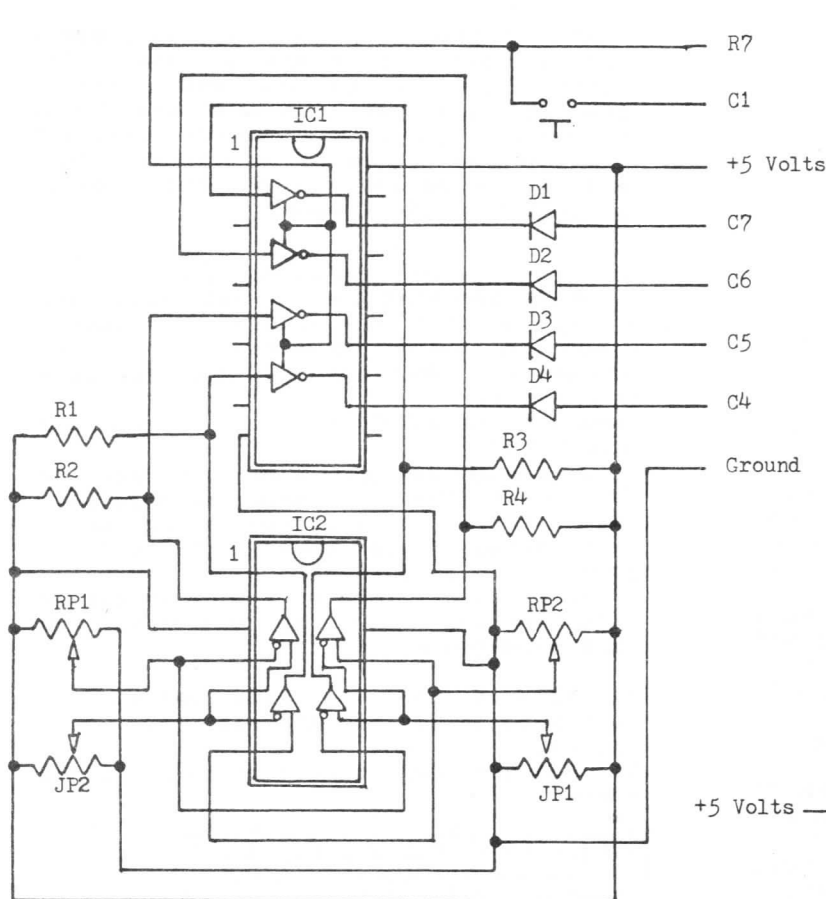 R7
C1
IC1
1
+5 Volts
D1
C7
D2
C6
D3
C5
D4
C4
R1
R3
Ground
R2
R4
IC2
1
RP1
RP2
JP2
JP1
+5 Volts